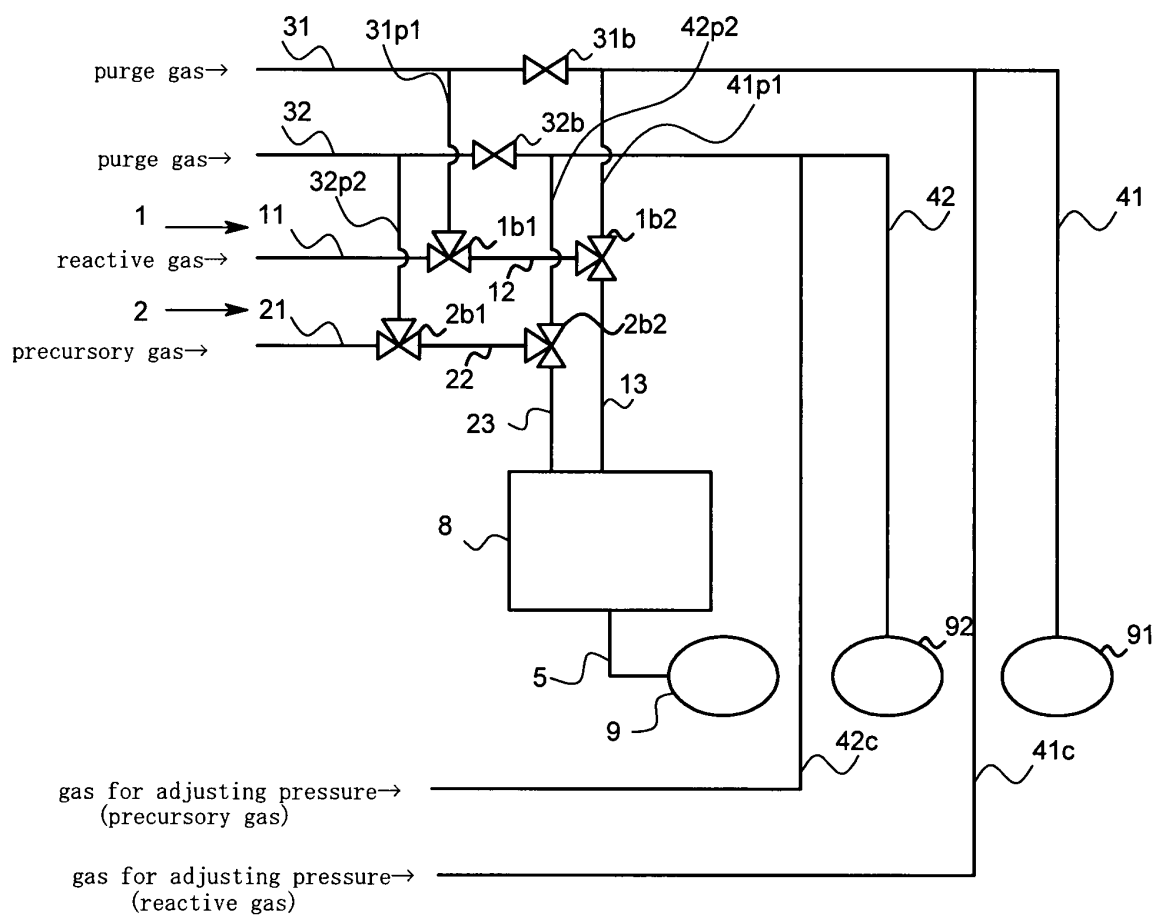 31 31p1 31b 42p2
purge gas→ 41p1
32 32b
purge gas→
32p2
1 11 1b1 1b2 42 41
reactive gas→
12
2 21 2b1 2b2
precursory gas→
22 13
23
8
92 91
5
9
42c 41c
gas for adjusting pressure→
(precursory gas)
gas for adjusting pressure→
(reactive gas)